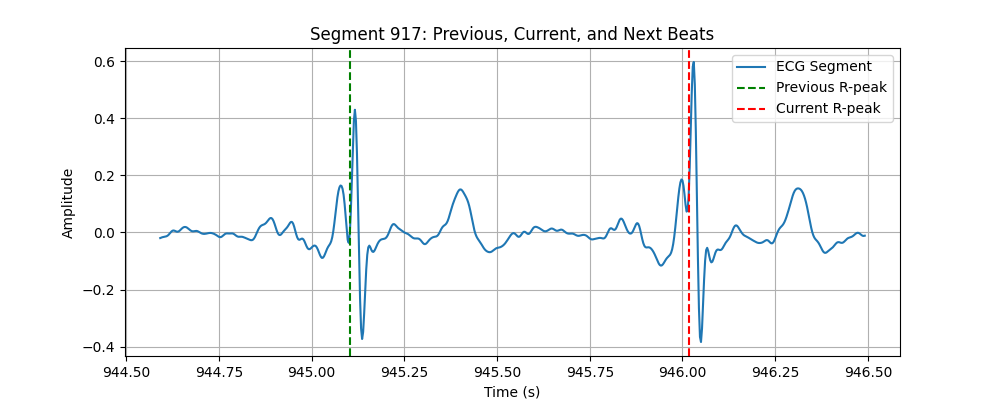 Segment 917: Previous, Current, and Next Beats
ECG Segment
Previous R-peak
Current R-peak
Amplitude
0.6
0.4
0.2
0.0
−0.2
−0.4
944.50 944.75 945.00 945.25 945.50 945.75 946.00 946.25 946.50
Time (s)